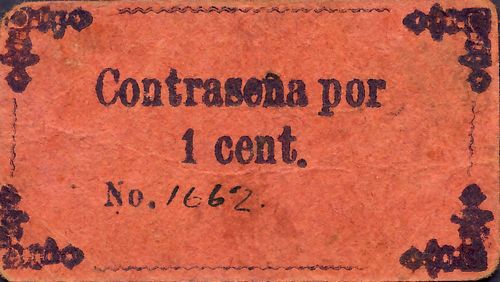 Contraseña por
1 cent.
No. 1662.